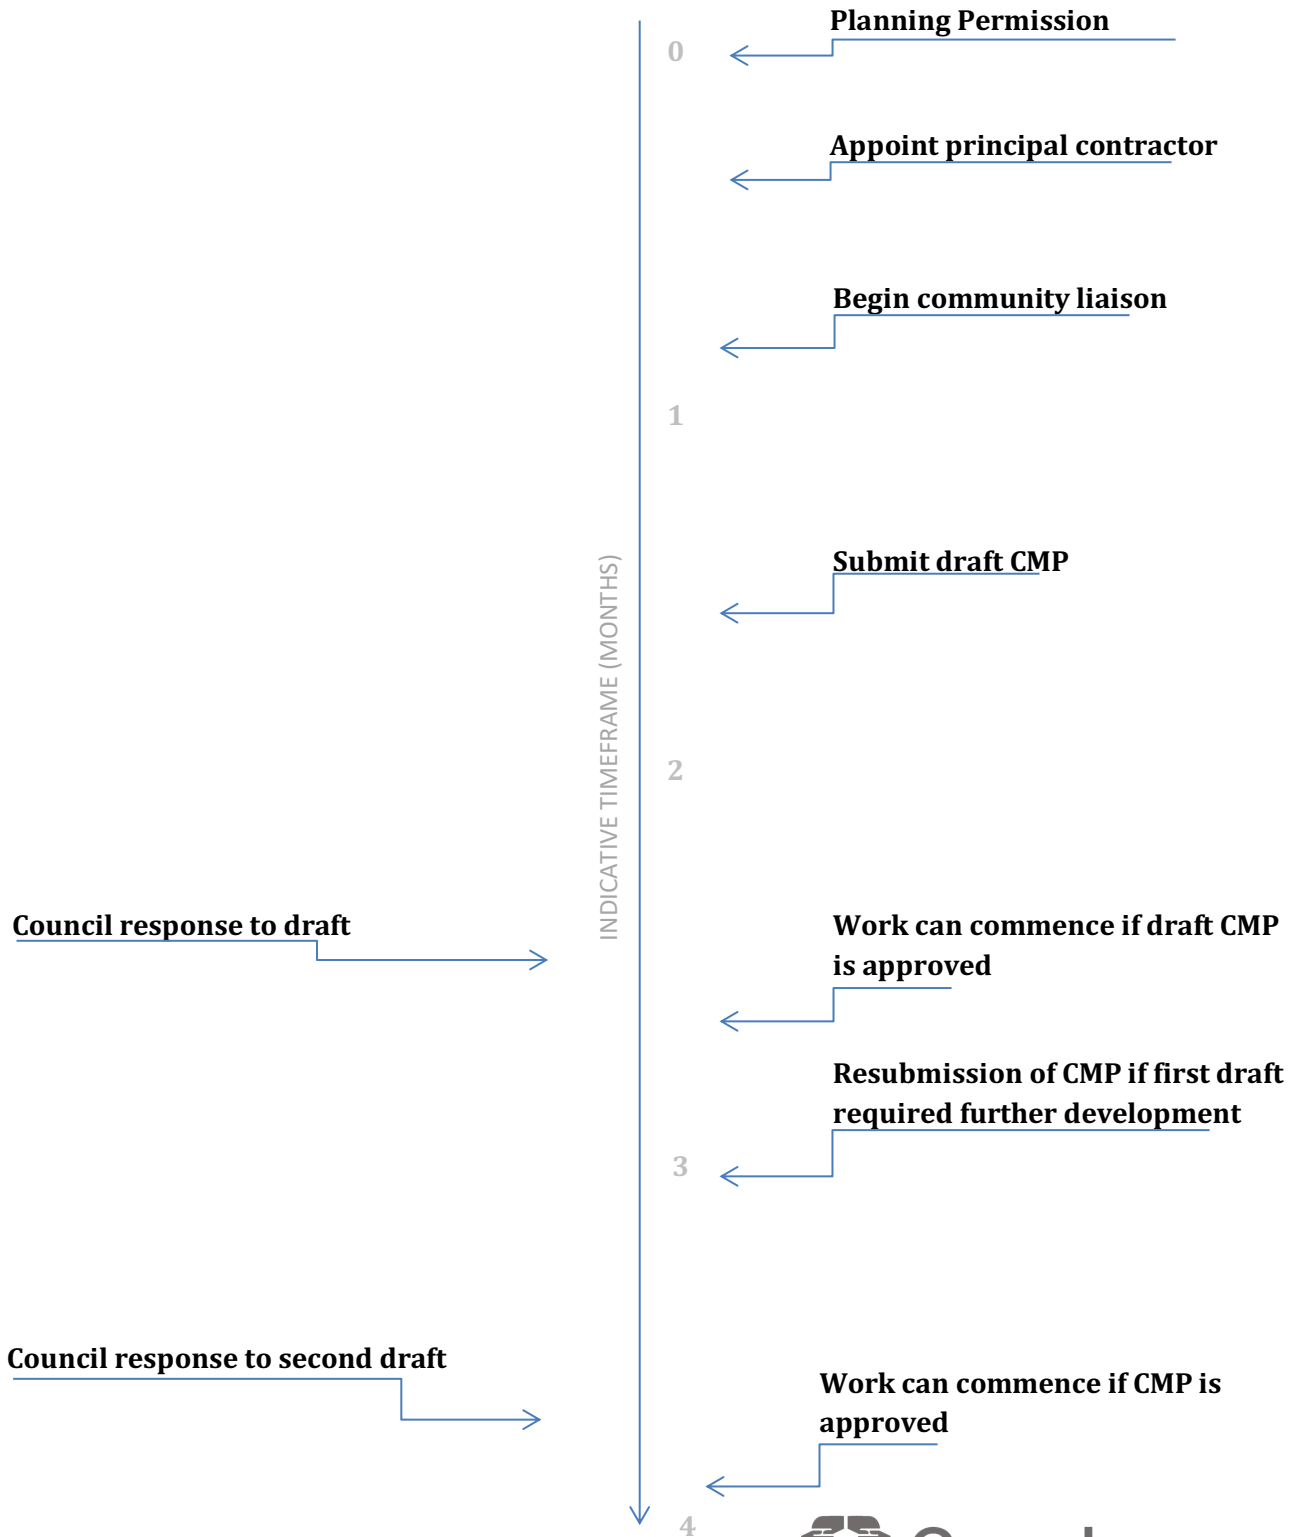 Planning Permission
0
Appoint principal contractor
Begin community liaison
1
Submit draft CMP
INDICATIVE TIMEFRAME (MONTHS)
2
Council response to draft
Work can commence if draft CMP
is approved
Resubmission of CMP if first draft
required further development
3
Council response to second draft
Work can commence if CMP is
approved
4